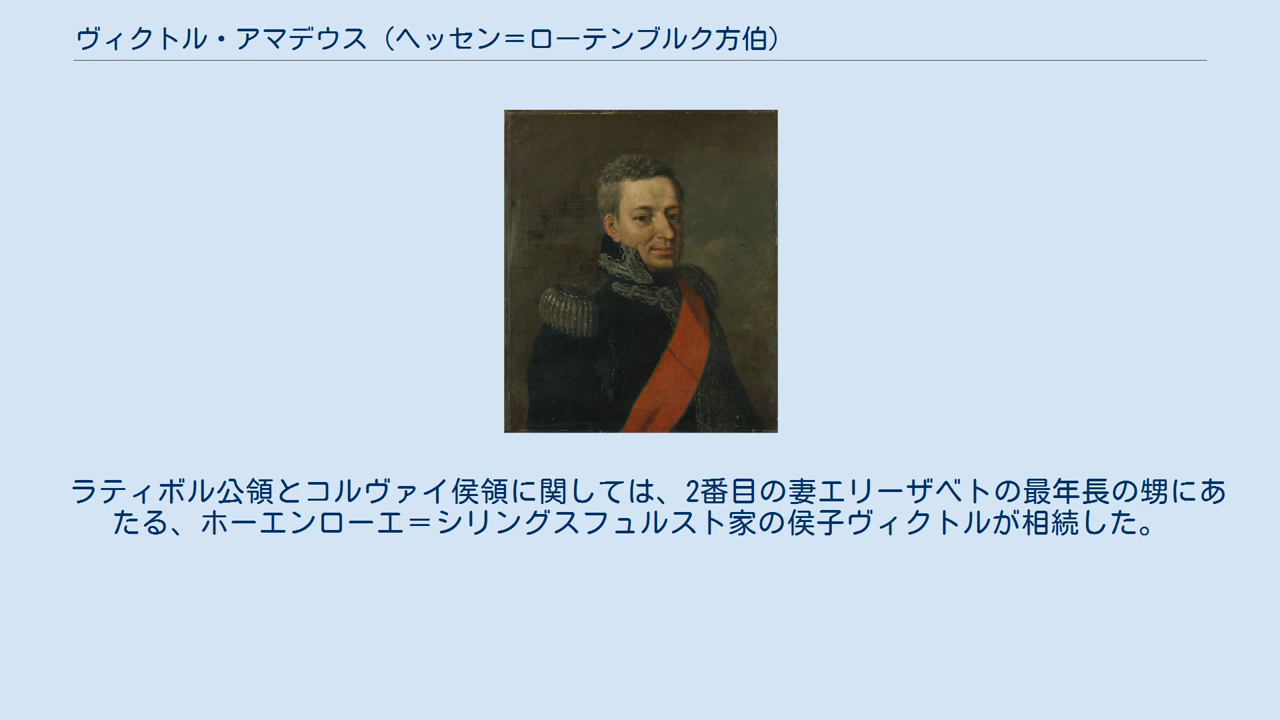 ヴィクトル・アマデウス（ヘッセン＝ローテンブルク方伯）
ラティボル公領とコルヴァイ侯領に関しては、2番目の妻エリーザベトの最年長の甥にあ
たる、ホーエンローエ＝シリングスフュルスト家の侯子ヴィクトルが相続した。